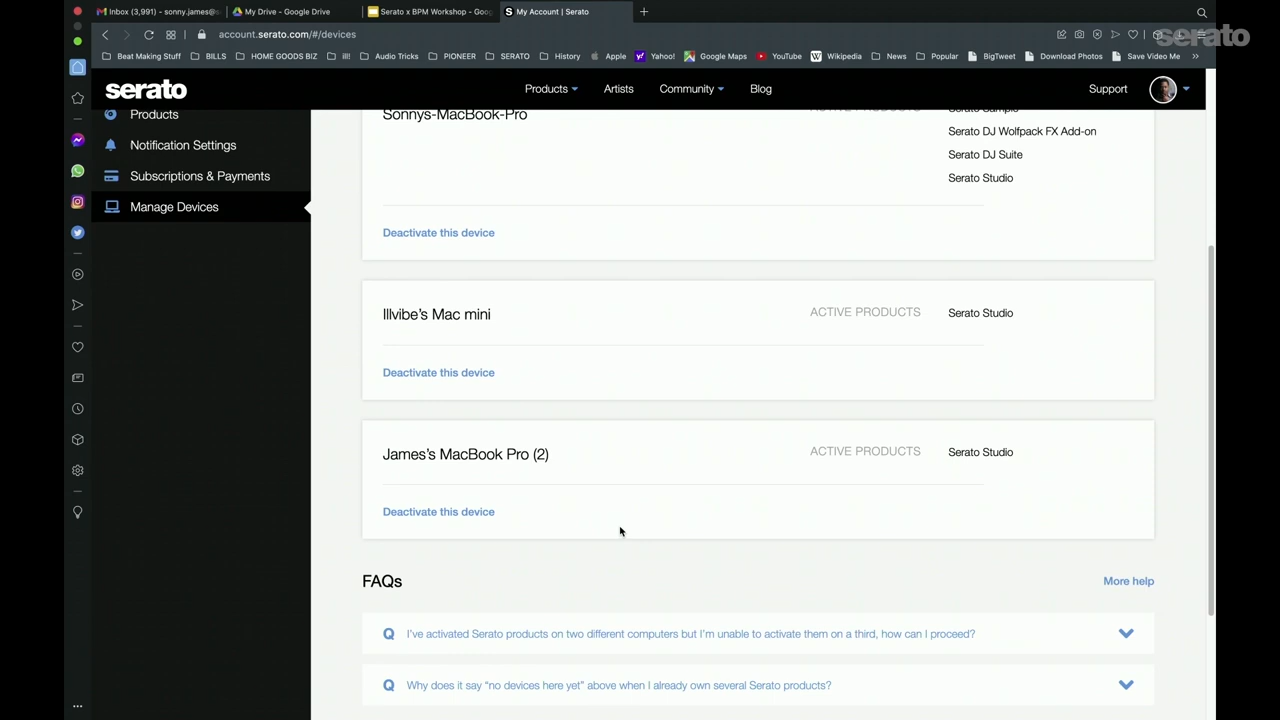 Inbox (3,991) - sonny.james@s
My Drive - Google Drive
Serato x BPM Workshop - Goog
My Account | Serato
account.serato.com/#/devices
Beat Making Stuff
BILLS
HOME GOODS BIZ
ill!
Audio Tricks
PIONEER
SERATO
History
Apple
Yahoo!
Google Maps
YouTube
Wikipedia
News
Popular
BigTweet
Download Photos
Save Video Me
serato
serato
Products
Artists
Community
Blog
Support
Products
Notification Settings
Subscriptions & Payments
Manage Devices
Sonnys-MacBook-Pro
ACTIVE PRODUCTS
Serato Sample
Serato DJ Wolfpack FX Add-on
Serato DJ Suite
Serato Studio
Deactivate this device
Illvibe’s Mac mini
ACTIVE PRODUCTS
Serato Studio
Deactivate this device
James’s MacBook Pro (2)
ACTIVE PRODUCTS
Serato Studio
Deactivate this device
FAQs
More help
Q I’ve activated Serato products on two different computers but I’m unable to activate them on a third, how can I proceed?
Q Why does it say “no devices here yet” above when I already own several Serato products?